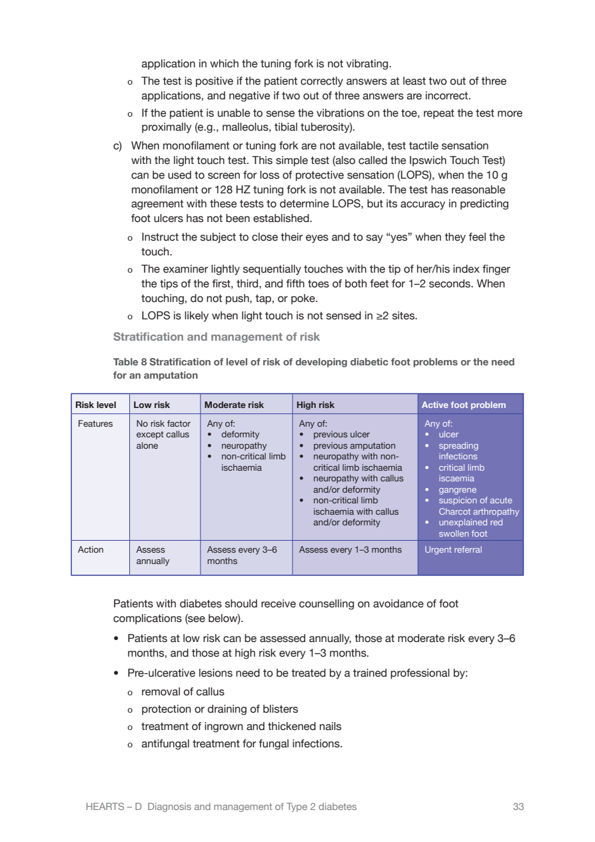 application in which the tuning fork is not vibrating.
o The test is positive if the patient correctly answers at least two out of three
applications, and negative if two out of three answers are incorrect.
o If the patient is unable to sense the vibrations on the toe, repeat the test more
proximally (e.g., malleolus, tibial tuberosity).
c) When monofilament or tuning fork are not available, test tactile sensation
with the light touch test. This simple test (also called the Ipswich Touch Test)
can be used to screen for loss of protective sensation (LOPS), when the 10 g
monofilament or 128 HZ tuning fork is not available. The test has reasonable
agreement with these tests to determine LOPS, but its accuracy in predicting
foot ulcers has not been established.
o Instruct the subject to close their eyes and to say “yes” when they feel the
touch.
o The examiner lightly sequentially touches with the tip of her/his index finger
the tips of the first, third, and fifth toes of both feet for 1–2 seconds. When
touching, do not push, tap, or poke.
o LOPS is likely when light touch is not sensed in ≥2 sites.
Stratification and management of risk
Table 8 Stratification of level of risk of developing diabetic foot problems or the need
for an amputation
Risk level Low risk Moderate risk High risk Active foot problem
Features
No risk factor
except callus
alone
Any of:
• deformity
• neuropathy
• non-critical limb
ischaemia
Any of:
• previous ulcer
• previous amputation
• neuropathy with non-
critical limb ischaemia
• neuropathy with callus
and/or deformity
• non-critical limb
ischaemia with callus
and/or deformity
Any of:
• ulcer
• spreading
infections
• critical limb
iscaemia
• gangrene
• suspicion of acute
Charcot arthropathy
• unexplained red
swollen foot
Action
Assess
annually
Assess every 3–6
months
Assess every 1–3 months
Urgent referral
Patients with diabetes should receive counselling on avoidance of foot
complications (see below).
• Patients at low risk can be assessed annually, those at moderate risk every 3–6
months, and those at high risk every 1–3 months.
• Pre-ulcerative lesions need to be treated by a trained professional by:
o removal of callus
o protection or draining of blisters
o treatment of ingrown and thickened nails
o antifungal treatment for fungal infections.
HEARTS – D Diagnosis and management of Type 2 diabetes 33